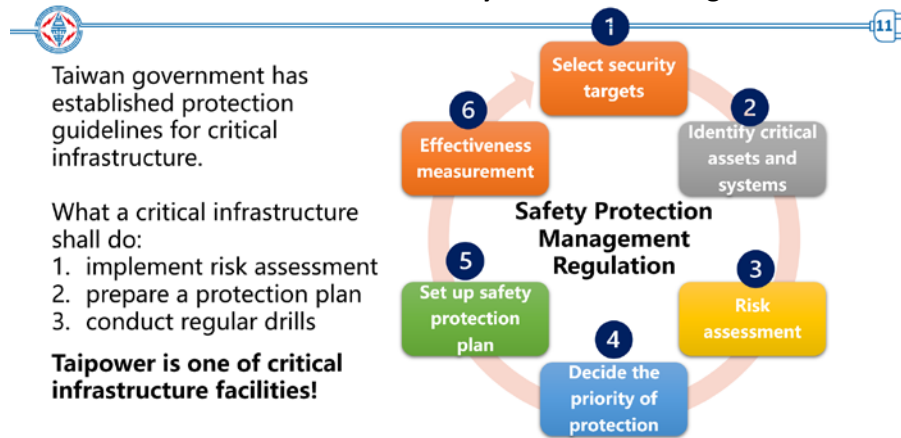 11
Taiwan government has
established protection
guidelines for critical
infrastructure.
What a critical infrastructure
shall do:
1. implement risk assessment
2. prepare a protection plan
3. conduct regular drills
Taipower is one of critical
infrastructure facilities!
1
Select security
targets
2
Identify critical
assets and
systems
3
Risk
assessment
4
Decide the
priority of
protection
5
Set up safety
protection
plan
6
Effectiveness
measurement
Safety Protection
Management
Regulation